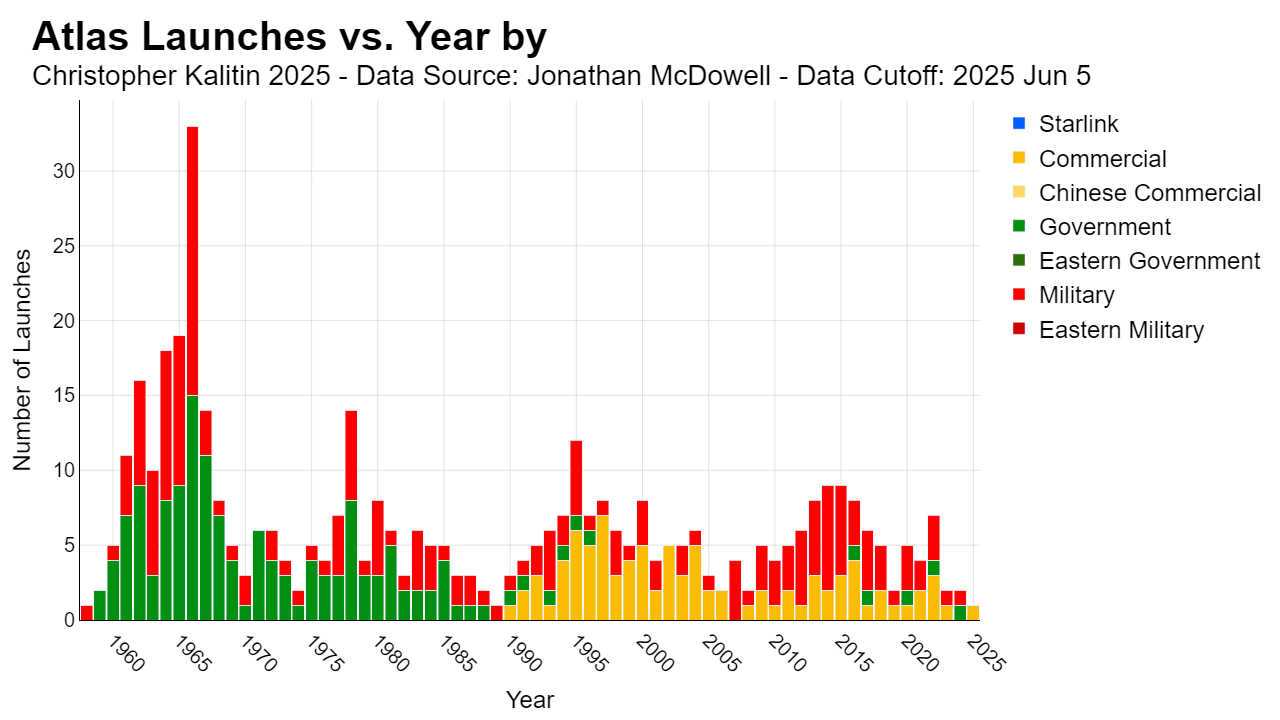 Atlas Launches vs. Year by
Christopher Kalitin 2025 - Data Source: Jonathan McDowell - Data Cutoff: 2025 Jun 5
Starlink
Commercial
Chinese Commercial
Government
Eastern Government
Military
Eastern Military
Number of Launches
30
25
20
15
10
5
0
1960
1965
1970
1975
1980
1985
1990
1995
2000
2005
2010
2015
2020
2025
Year